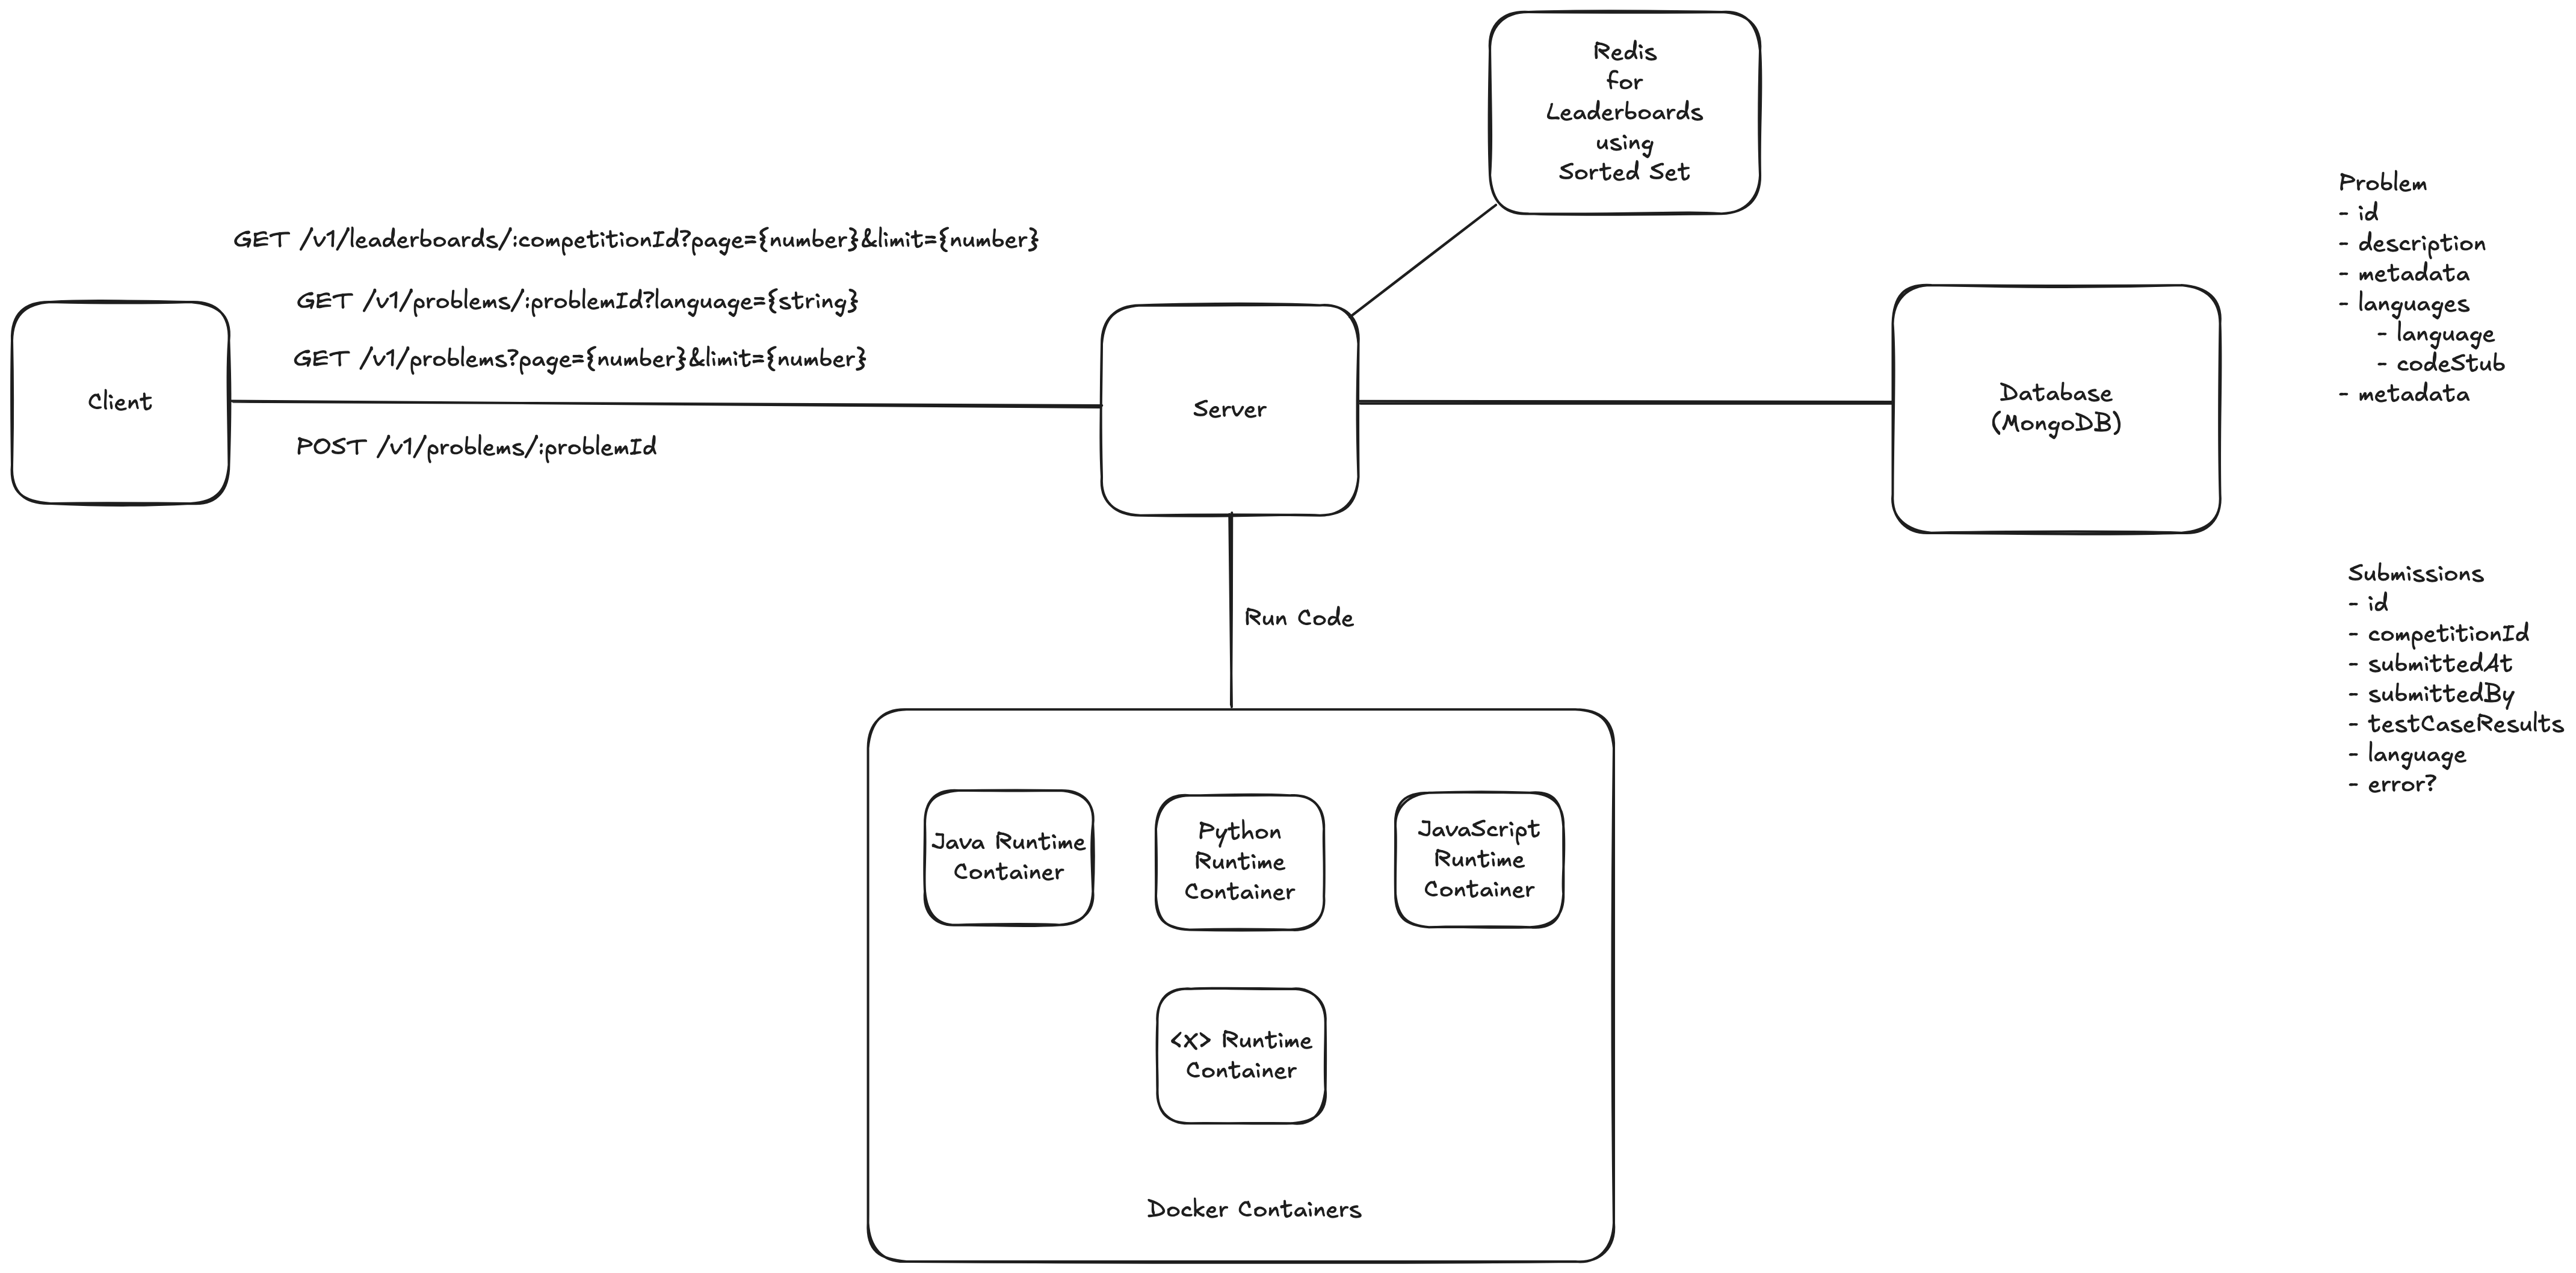 Redis
for
Leaderboards
using
Sorted Set
GET /v1/leaderboards/:competitionId?page={number}&limit={number}
GET /v1/problems/:problemId?language={string}
GET /v1/problems?page={number}&limit={number}
POST /v1/problems/:problemId
Client
Server
Database
(MongoDB)
Problem
- id
- description
- metadata
- languages
- language
- codeStub
- metadata
Submissions
- id
- competitionId
- submittedAt
- submittedBy
- testCaseResults
- language
- error?
Run Code
Java Runtime
Container
Python
Runtime
Container
JavaScript
Runtime
Container
<x> Runtime
Container
Docker Containers